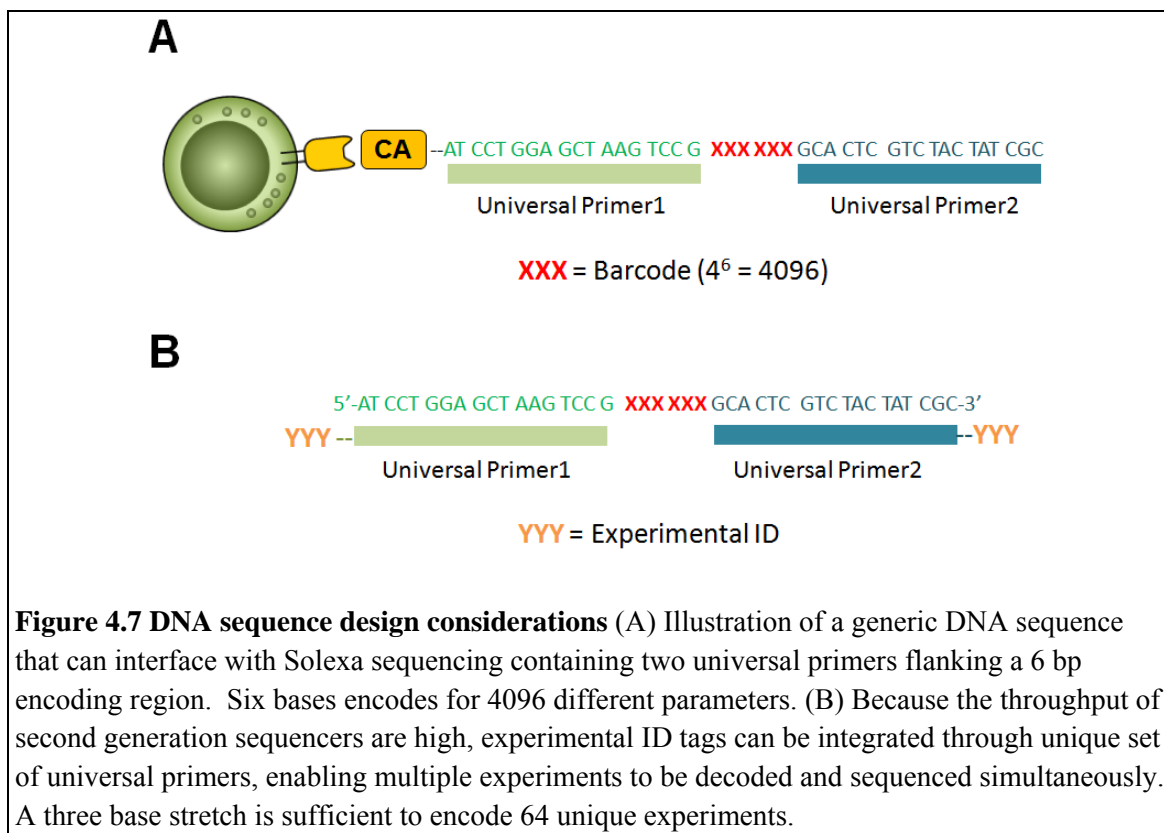 A
CA --AT CCT GGA GCT AAG TCC G XXX XXX GCA CTC GTC TAC TAT CGC
Universal Primer1 Universal Primer2
XXX = Barcode (4⁶ = 4096)
B
5’-AT CCT GGA GCT AAG TCC G XXX XXX GCA CTC GTC TAC TAT CGC-3’
YYY -- --YYY
Universal Primer1 Universal Primer2
YYY = Experimental ID
Figure 4.7 DNA sequence design considerations (A) Illustration of a generic DNA sequence
that can interface with Solexa sequencing containing two universal primers flanking a 6 bp
encoding region. Six bases encodes for 4096 different parameters. (B) Because the throughput of
second generation sequencers are high, experimental ID tags can be integrated through unique set
of universal primers, enabling multiple experiments to be decoded and sequenced simultaneously.
A three base stretch is sufficient to encode 64 unique experiments.